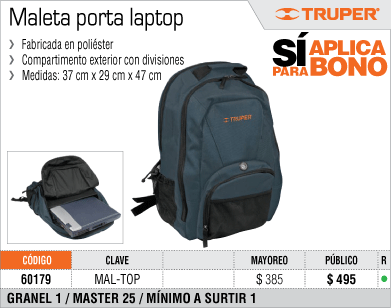 Maleta porta laptop
TRUPER®
› Fabricada en poliéster
› Compartimento exterior con divisiones
› Medidas: 37 cm x 29 cm x 47 cm
SÍ APLICA
PARA BONO
TRUPER
CÓDIGO CLAVE MAYOREO PÚBLICO R
60179 MAL-TOP $ 385 $ 495 ●
GRANEL 1 / MASTER 25 / MÍNIMO A SURTIR 1